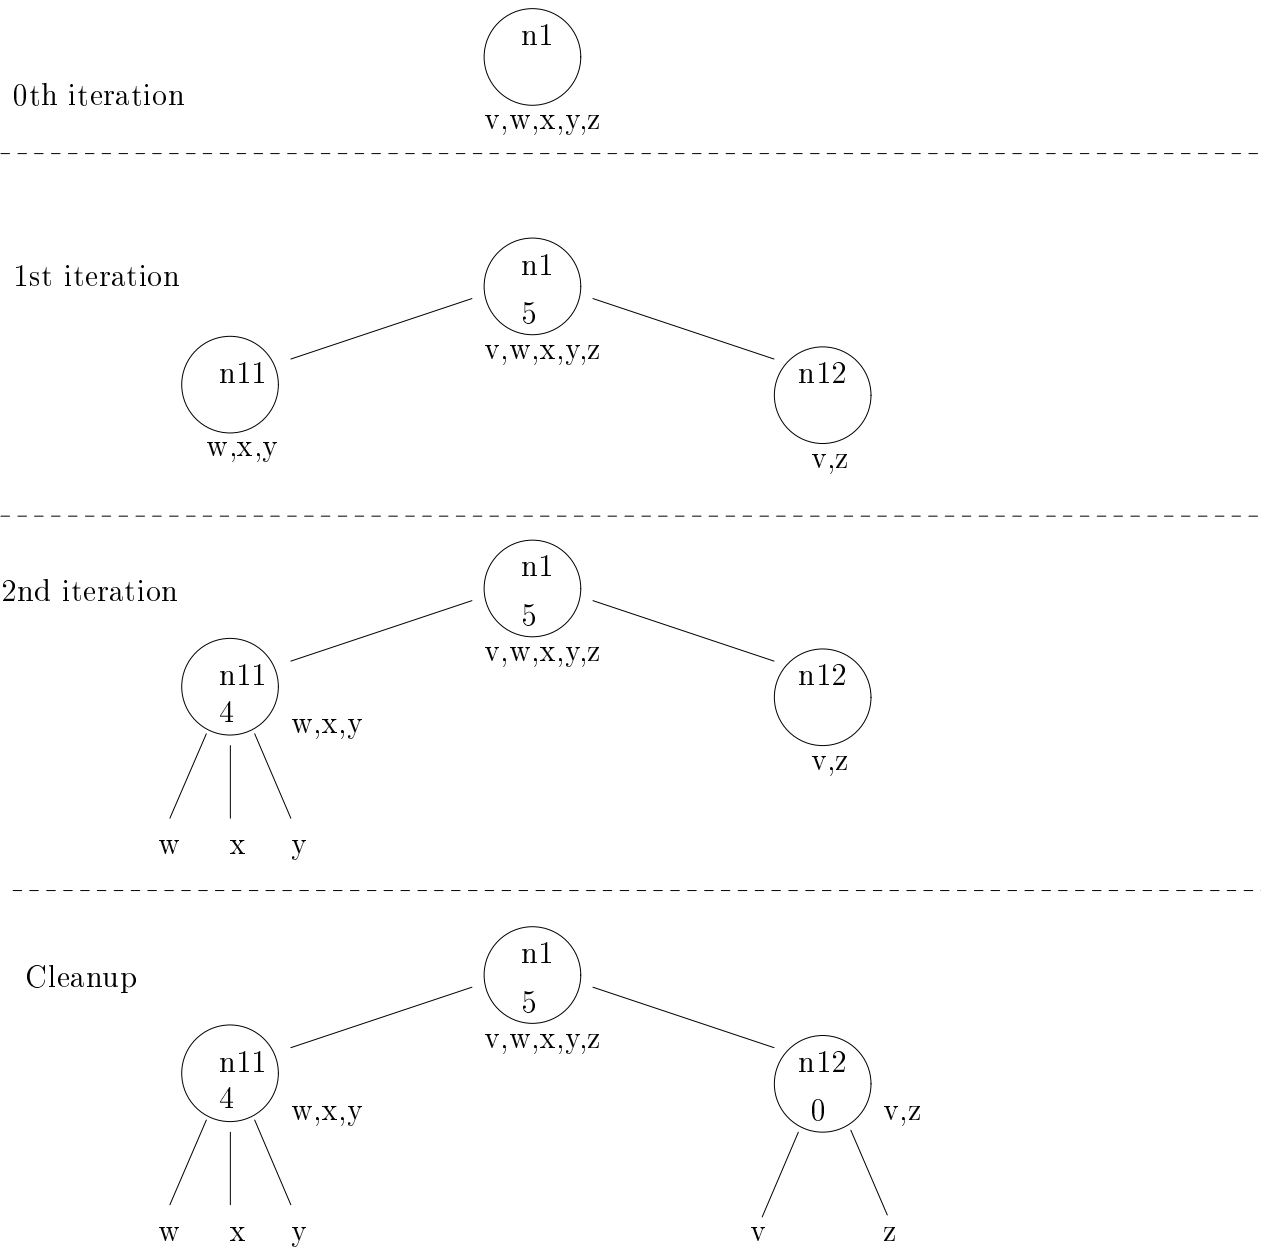 n1
0th iteration
v,w,x,y,z
1st iteration
n1
5
v,w,x,y,z
n11
w,x,y
n12
v,z
2nd iteration
n1
5
v,w,x,y,z
n11
4
w,x,y
n12
v,z
w x y
Cleanup
n1
5
v,w,x,y,z
n11
4
w,x,y
n12
0
v,z
w x y
v z